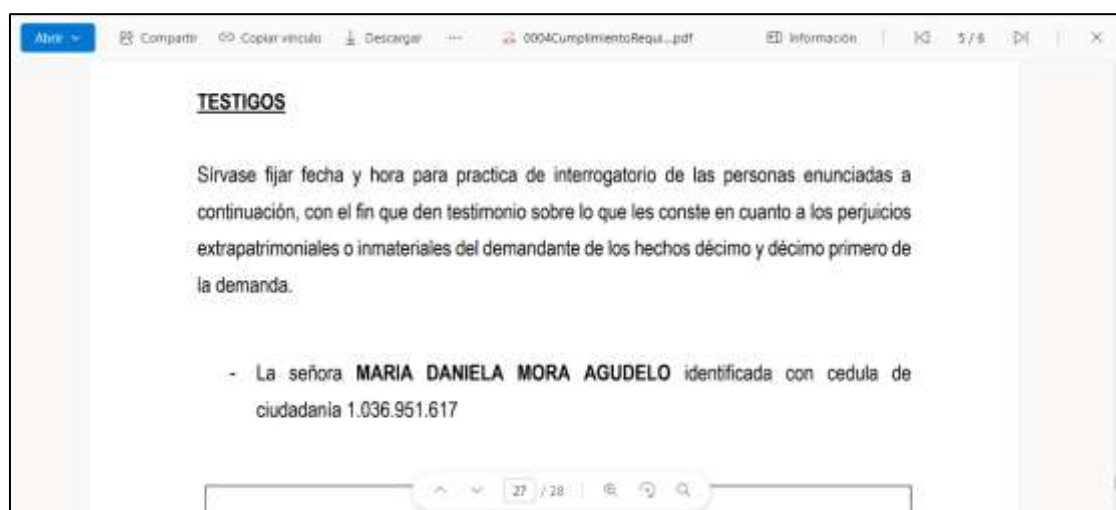 Abrir
Compartir Copiar vínculo Descargar ··· 0004CumplimientoRequi...pdf Información 5 / 6
TESTIGOS
Sírvase fijar fecha y hora para practica de interrogatorio de las personas enunciadas a
continuación, con el fin que den testimonio sobre lo que les conste en cuanto a los perjuicios
extrapatrimoniales o inmateriales del demandante de los hechos décimo y décimo primero de
la demanda.
- La señora MARIA DANIELA MORA AGUDELO identificada con cedula de
ciudadanía 1.036.951.617
27 / 28